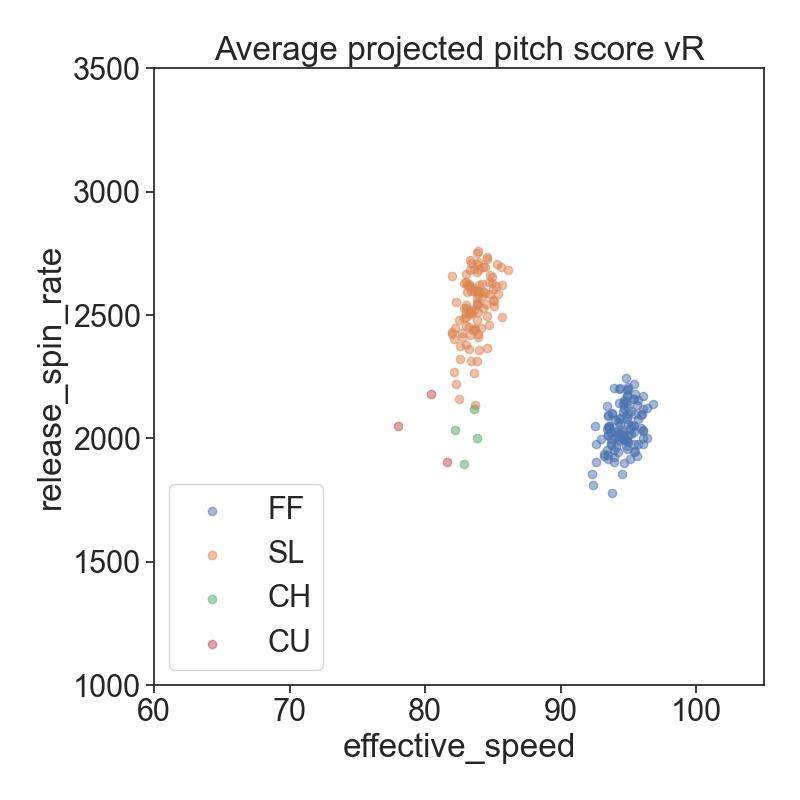 Average projected pitch score vR
3500
3000
2500
2000
1500
1000
release_spin_rate
FF
SL
CH
CU
60
70
80
90
100
effective_speed